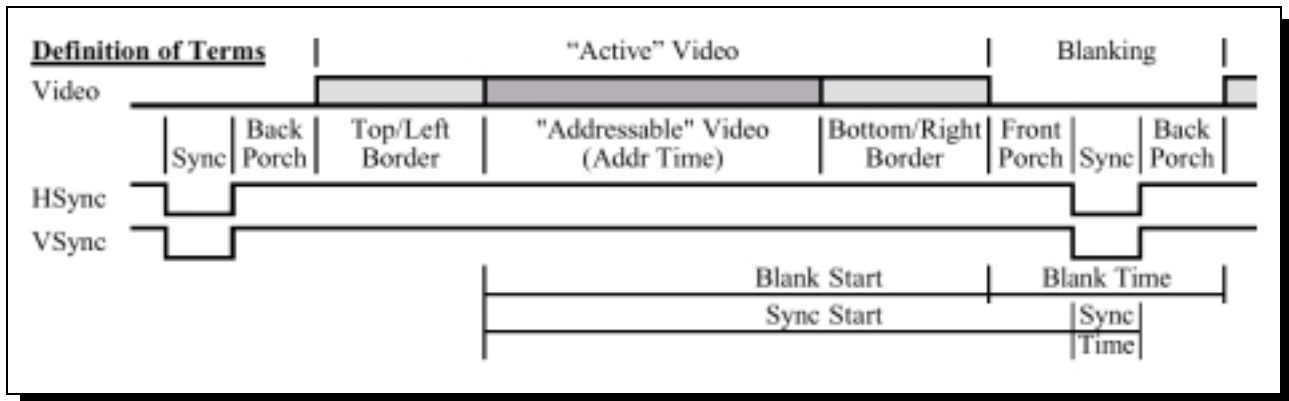 Definition of Terms
“Active” Video
Blanking
Video
Sync
Back
Porch
Top/Left
Border
"Addressable" Video
(Addr Time)
Bottom/Right
Border
Front
Porch
Sync
Back
Porch
HSync
VSync
Blank Start
Blank Time
Sync Start
Sync
Time